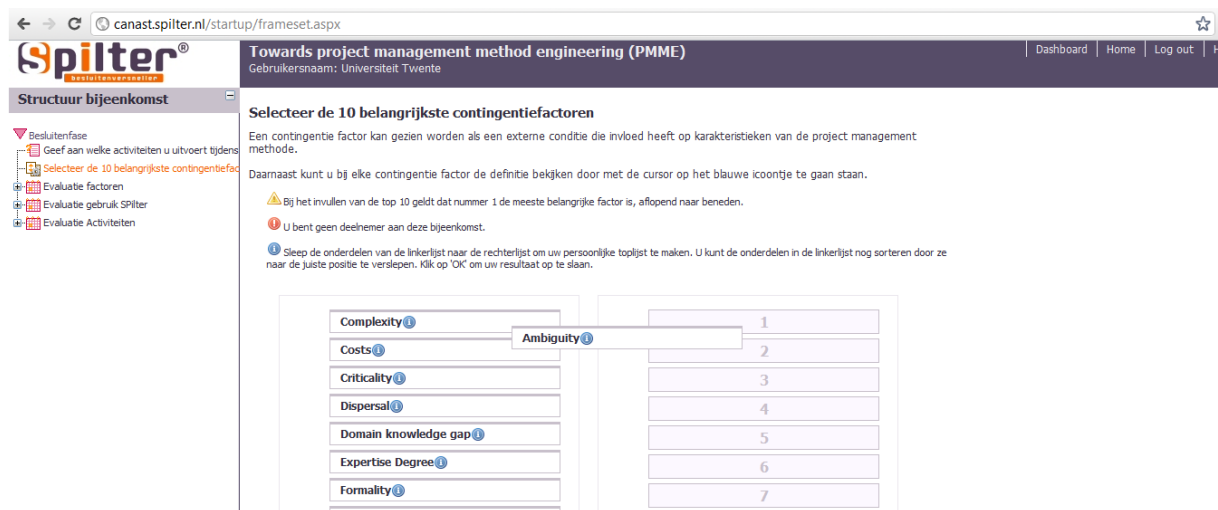 canast.spilter.nl/startup/frameset.aspx
Spilter®
besluitenversneller
Towards project management method engineering (PMME)
Gebruikersnaam: Universiteit Twente
Dashboard
Home
Log out
Structuur bijeenkomst
Besluitenfase
Geef aan welke activiteiten u uitvoert tijdens
Selecteer de 10 belangrijkste contingentiefac
Evaluatie factoren
Evaluatie gebruik SPilter
Evaluatie Activiteiten
Selecteer de 10 belangrijkste contingentiefactoren
Een contingentie factor kan gezien worden als een externe conditie die invloed heeft op karakteristieken van de project management
methode.
Daarnaast kunt u bij elke contingentie factor de definitie bekijken door met de cursor op het blauwe icoontje te gaan staan.
Bij het invullen van de top 10 geldt dat nummer 1 de meeste belangrijke factor is, aflopend naar beneden.
U bent geen deelnemer aan deze bijeenkomst.
Sleep de onderdelen van de linkerlijst naar de rechterlijst om uw persoonlijke toplijst te maken. U kunt de onderdelen in de linkerlijst nog sorteren door ze
naar de juiste positie te verslepen. Klik op 'OK' om uw resultaat op te slaan.
Complexity
Ambiguity
Costs
Criticality
Dispersal
Domain knowledge gap
Expertise Degree
Formality
1
2
3
4
5
6
7